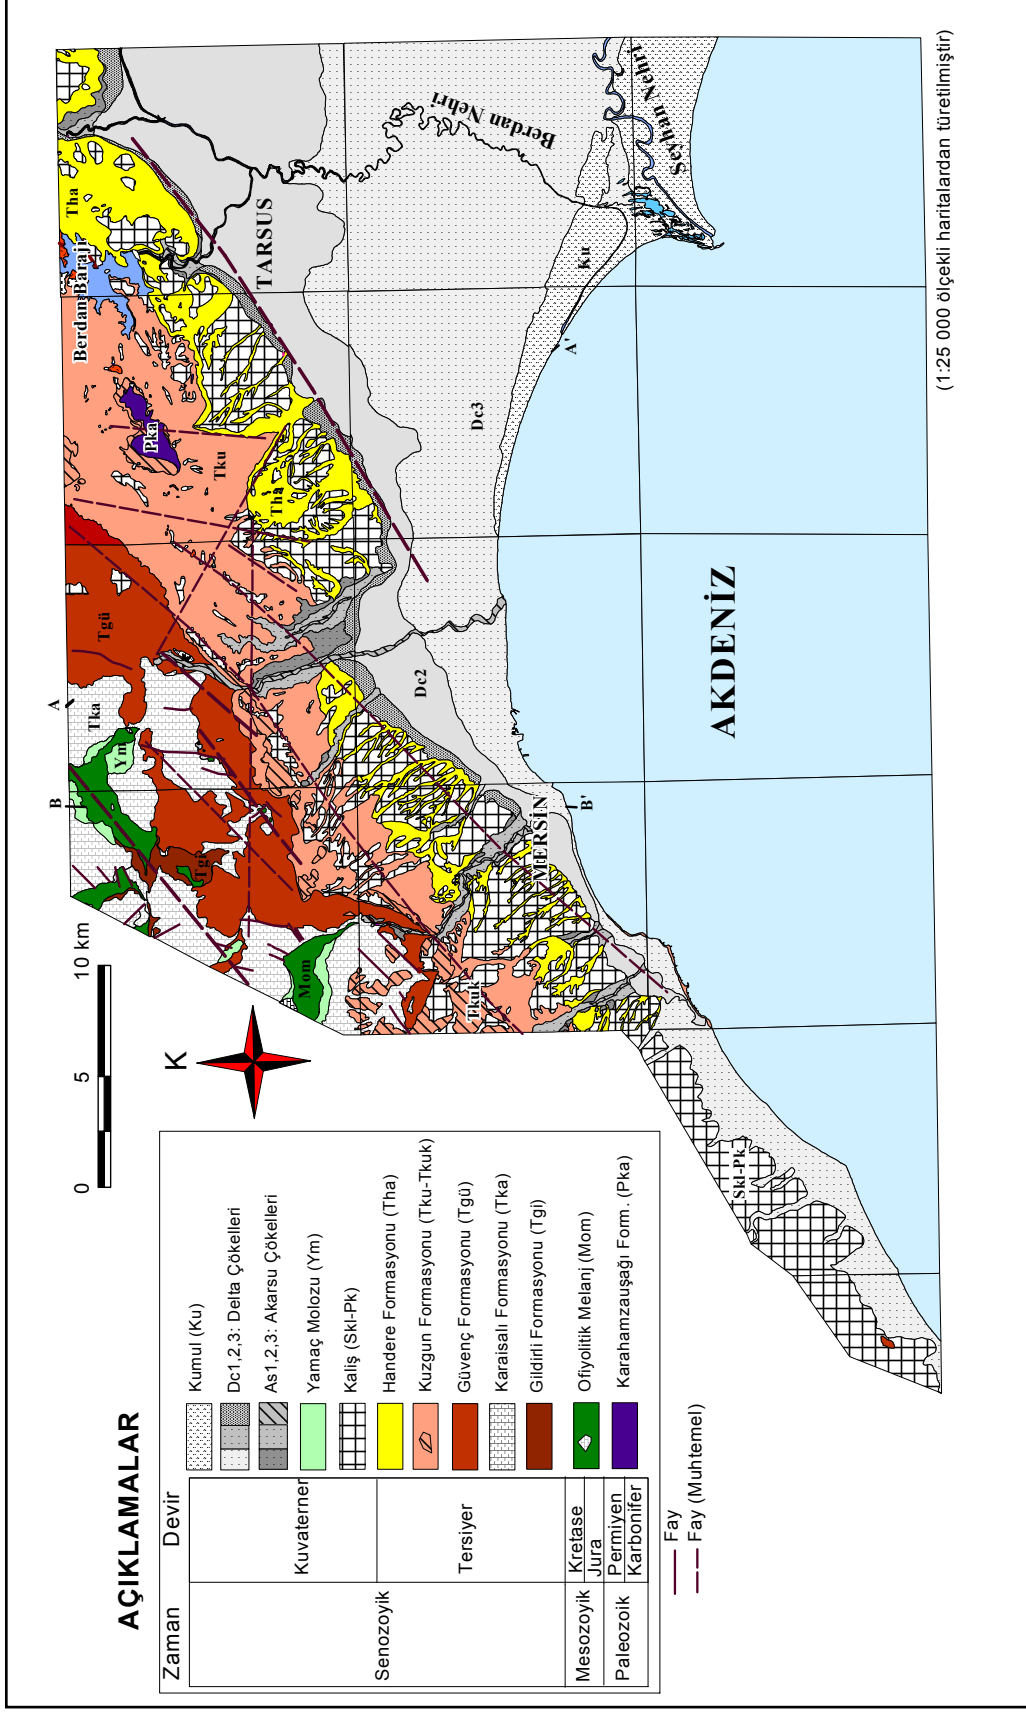 Berdan Barajı
Tha
Pka
Tku
Tha
Tgü
A
Tka
Ym
B
Tgi
Mom
Tkuk
TARSUS
Berdan Nehri
Seyhan Nehri
Ku
A'
Dc3
Dc2
MERSİN
B'
AKDENİZ
Skl-Pk
K
0 5 10 km
(1:25 000 ölçekli haritalardan türetilmiştir)
AÇIKLAMALAR
Zaman Devir
Senozoyik
Kuvaterner
Tersiyer
Mesozoyik
Kretase
Jura
Paleozoik
Permiyen
Karbonifer
Kumul (Ku)
Dc1,2,3: Delta Çökelleri
As1,2,3: Akarsu Çökelleri
Yamaç Molozu (Ym)
Kaliş (Skl-Pk)
Handere Formasyonu (Tha)
Kuzgun Formasyonu (Tku-Tkuk)
Güvenç Formasyonu (Tgü)
Karaisalı Formasyonu (Tka)
Gildirli Formasyonu (Tgi)
Ofiyolitik Melanj (Mom)
Karahamzauşağı Form. (Pka)
Fay
Fay (Muhtemel)